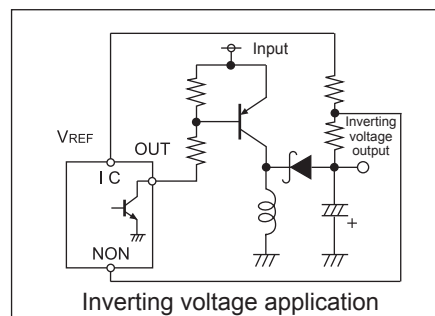 Input
VREF
OUT
Inverting
voltage
output
I C
NON
+
Inverting voltage application